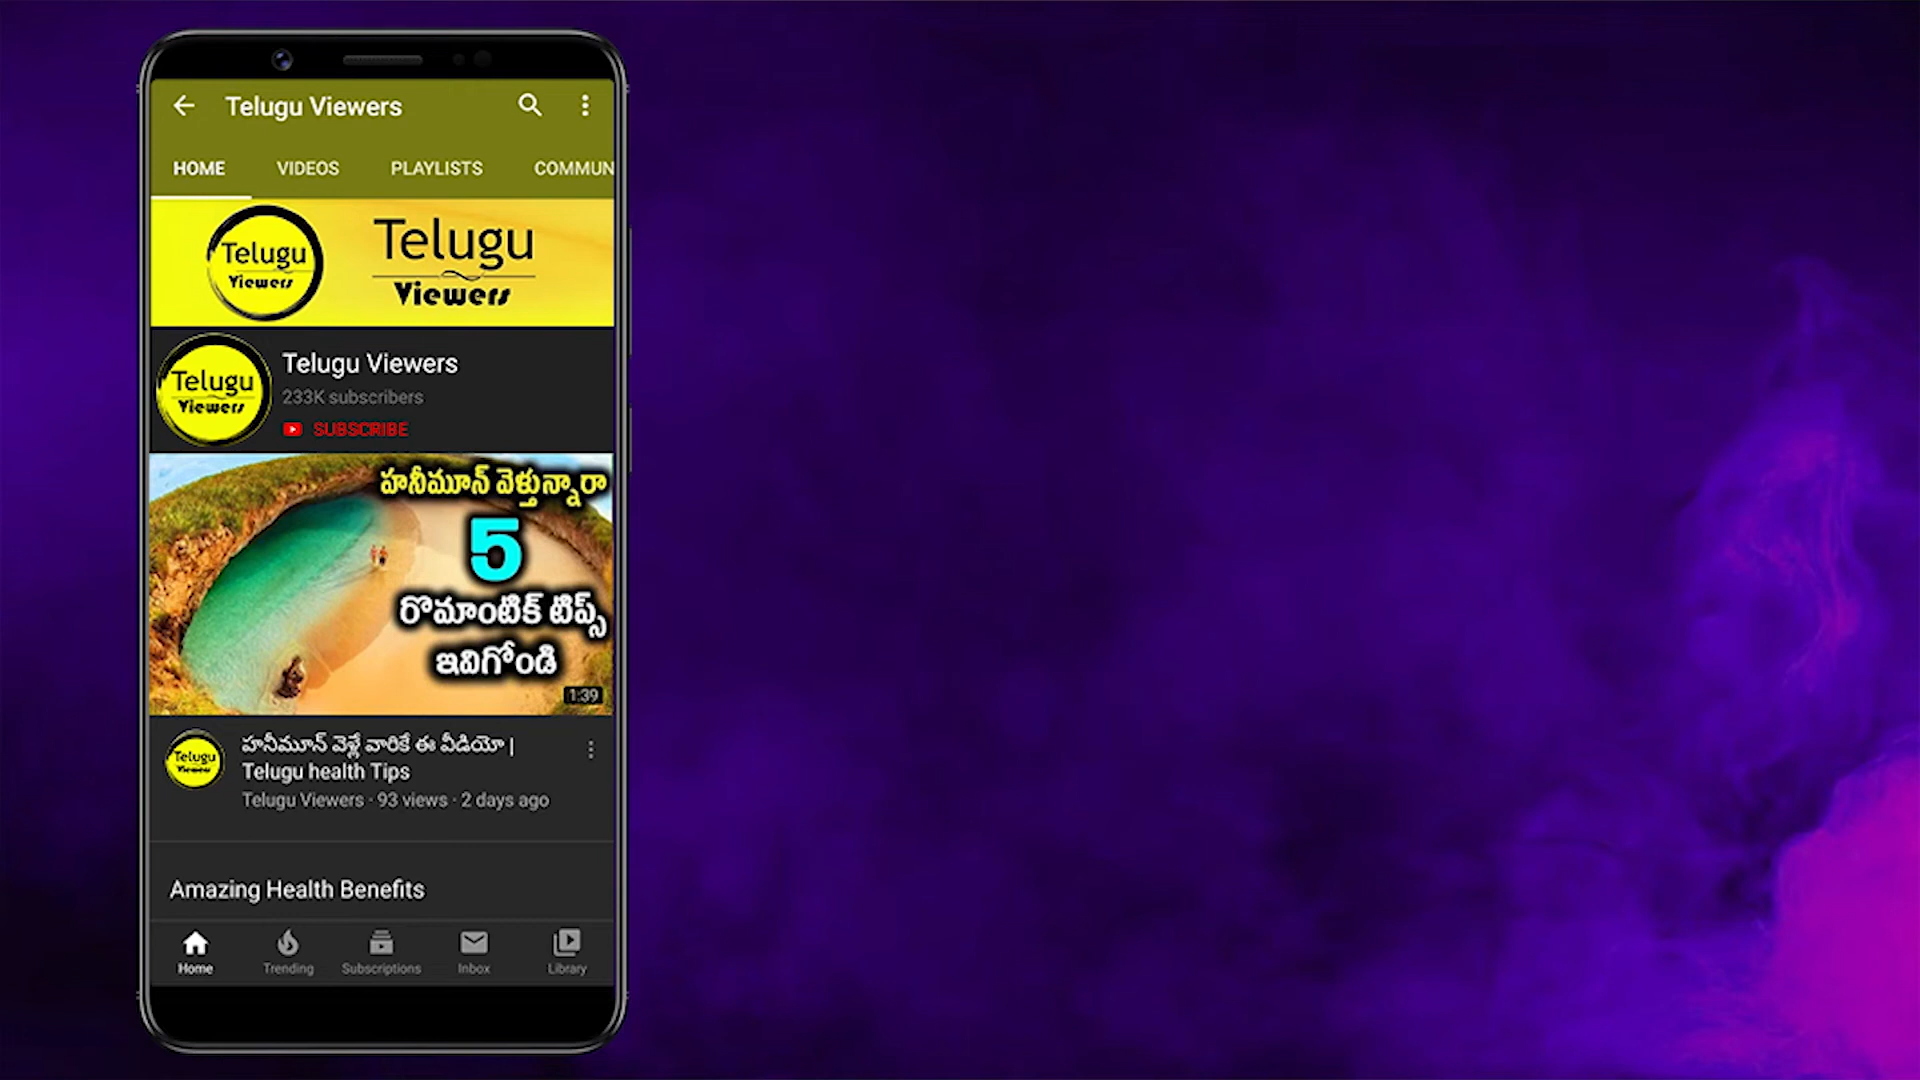 Telugu Viewers
HOME VIDEOS PLAYLISTS COMMUN
Telugu
Viewers
Telugu
Viewers
Telugu
Viewers
Telugu Viewers
233K subscribers
SUBSCRIBE
హనీమూన్ వెళ్తున్నారా
5
రొమాంటిక్ టిప్స్
ఇవిగోండి
1:39
Telugu
Viewers
హనీమూన్ వెళ్లే వారికే ఈ వీడియో |
Telugu health Tips
Telugu Viewers · 93 views · 2 days ago
Amazing Health Benefits
Home Trending Subscriptions Inbox Library